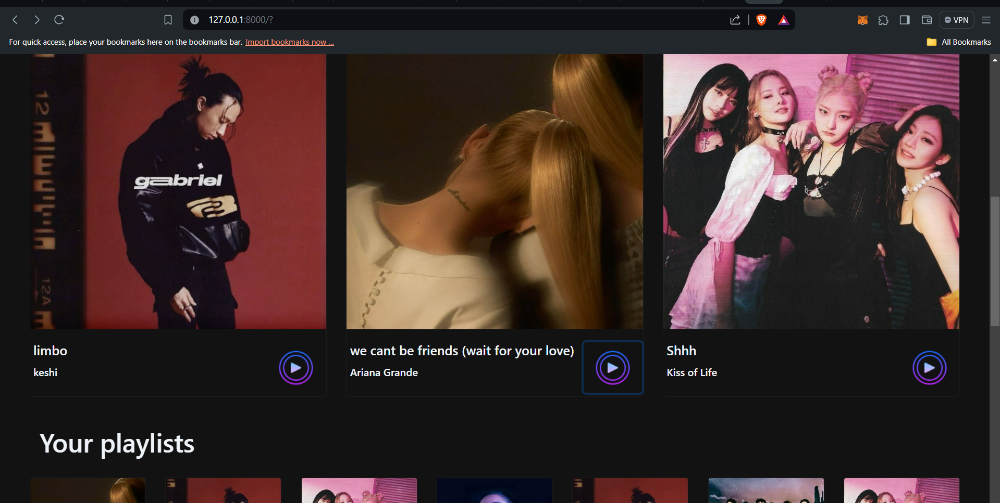 127.0.0.1:8000/?
VPN
For quick access, place your bookmarks here on the bookmarks bar. Import bookmarks now ...
All Bookmarks
12
12A
gabriel
limbo
keshi
we cant be friends (wait for your love)
Ariana Grande
Shhh
Kiss of Life
Your playlists